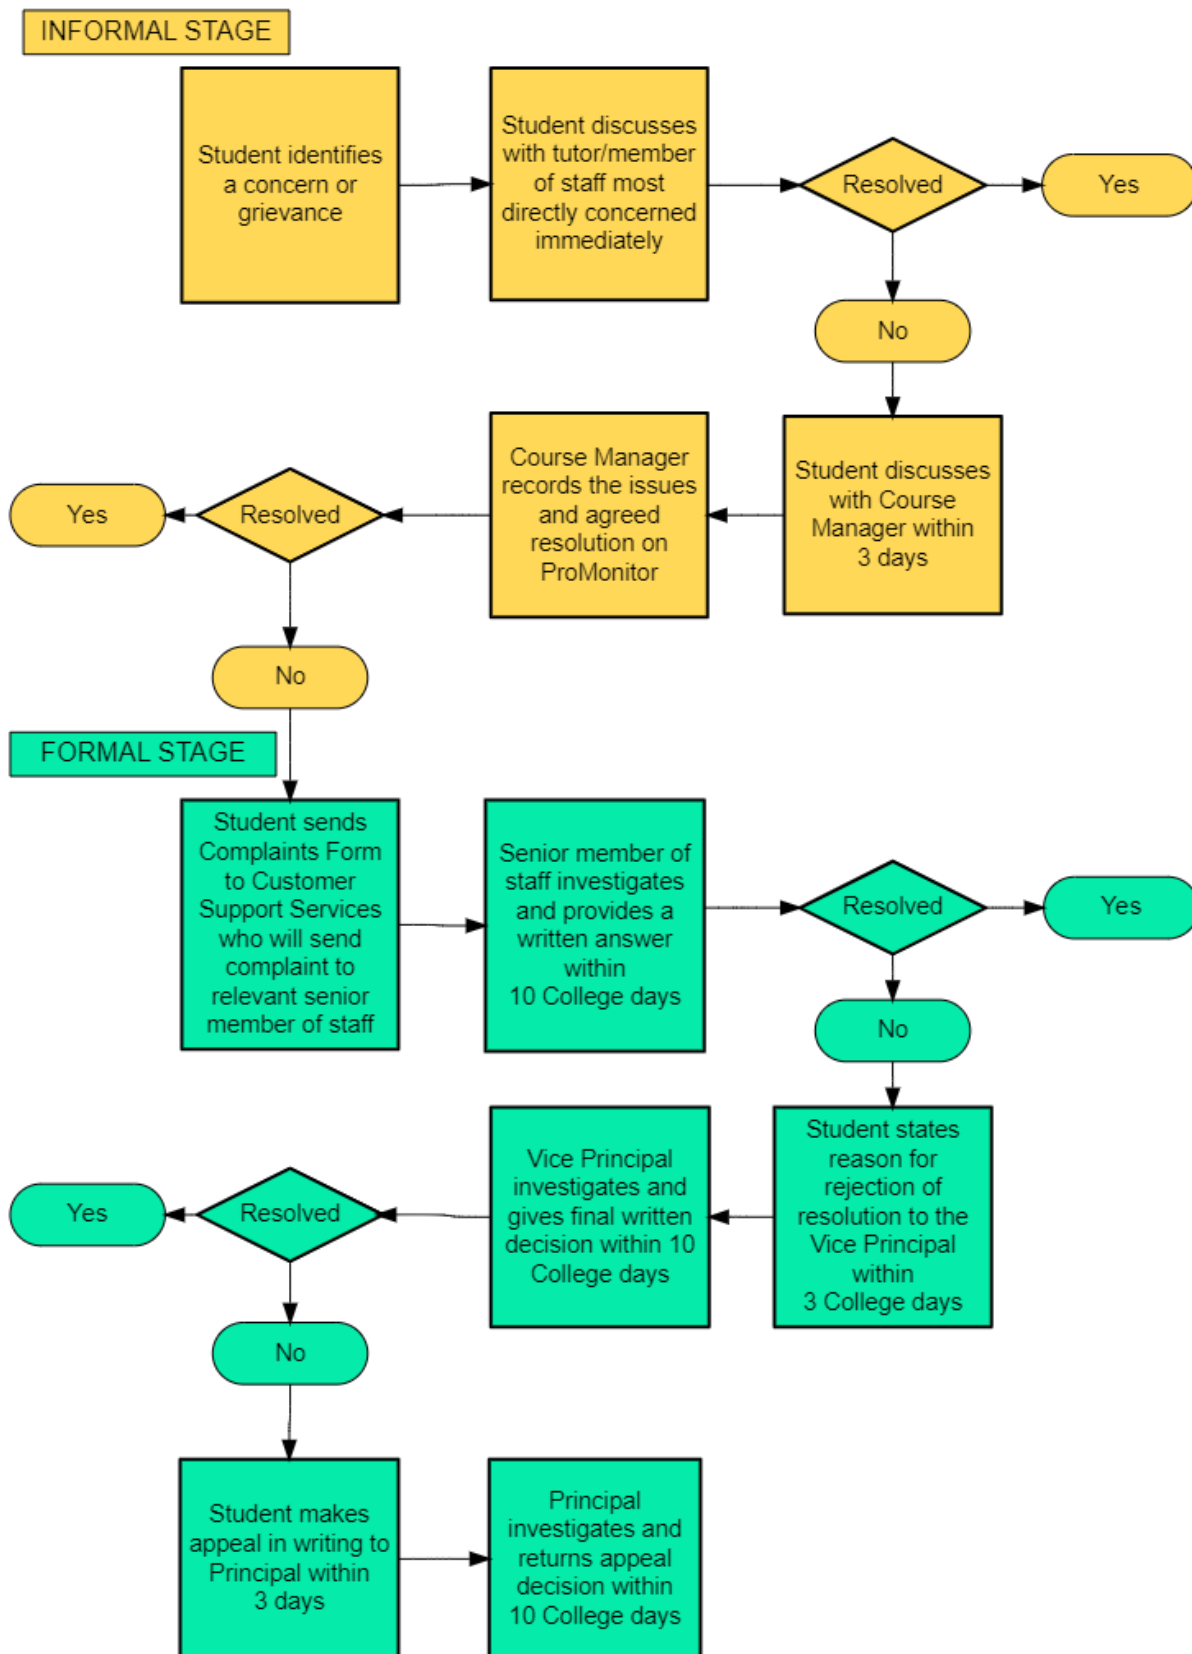 INFORMAL STAGE
Student identifies
a concern or
grievance
Student discusses
with tutor/member
of staff most
directly concerned
immediately
Resolved
Yes
No
Student discusses
with Course
Manager within
3 days
Course Manager
records the issues
and agreed
resolution on
ProMonitor
Resolved
Yes
No
FORMAL STAGE
Student sends
Complaints Form
to Customer
Support Services
who will send
complaint to
relevant senior
member of staff
Senior member of
staff investigates
and provides a
written answer
within
10 College days
Resolved
Yes
No
Student states
reason for
rejection of
resolution to the
Vice Principal
within
3 College days
Vice Principal
investigates and
gives final written
decision within 10
College days
Resolved
Yes
No
Student makes
appeal in writing to
Principal within
3 days
Principal
investigates and
returns appeal
decision within
10 College days